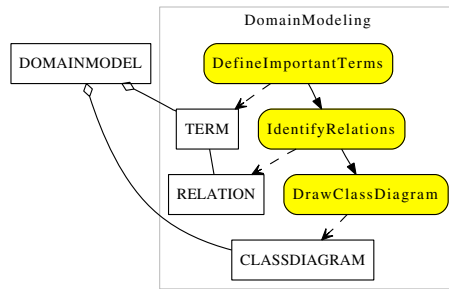 DomainModeling
DOMAINMODEL
DefineImportantTerms
TERM
IdentifyRelations
RELATION
DrawClassDiagram
CLASSDIAGRAM